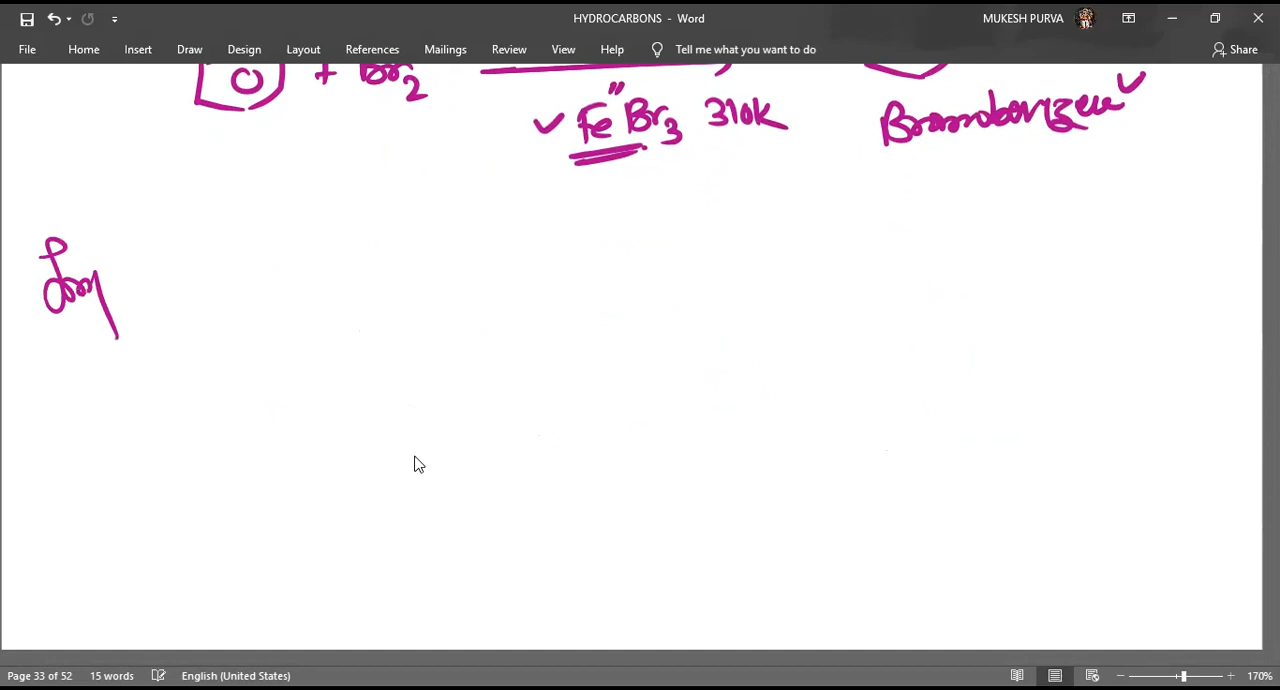 HYDROCARBONS - Word
MUKESH PURVA
File Home Insert Draw Design Layout References Mailings Review View Help Tell me what you want to do Share
+ Br2
FeBr3 310K
Page 33 of 52 15 words English (United States) 170%